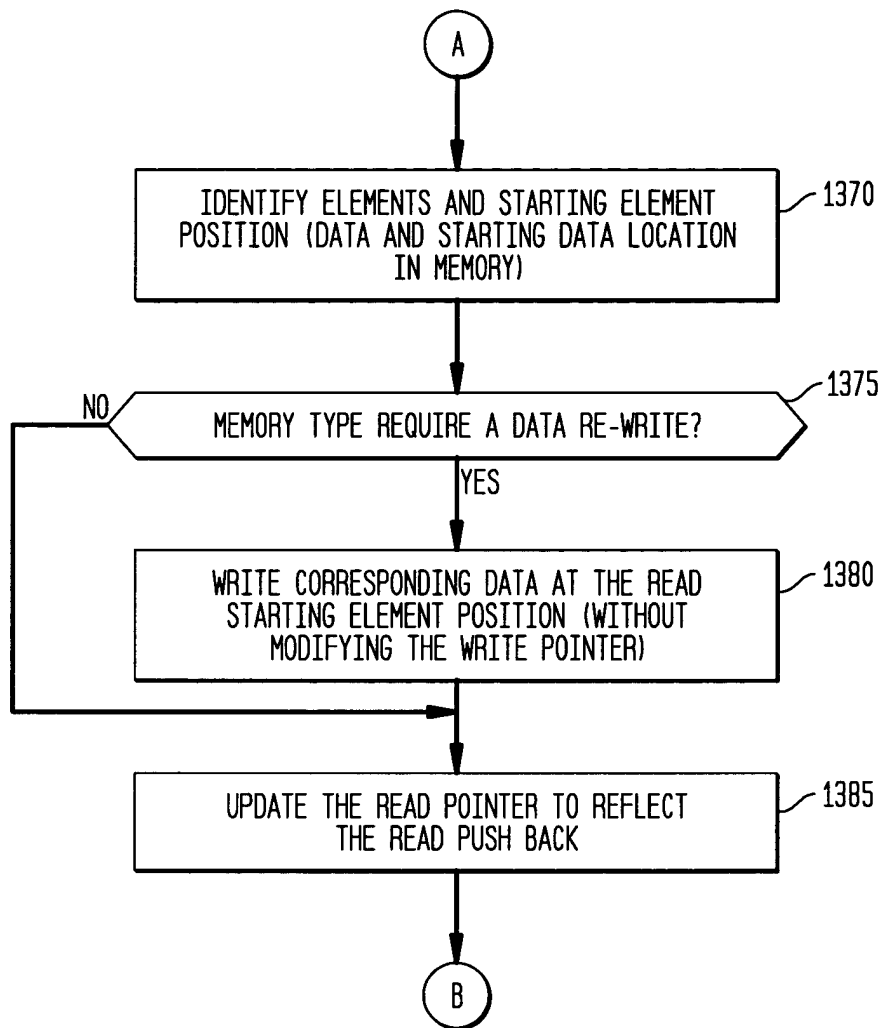 A
IDENTIFY ELEMENTS AND STARTING ELEMENT
POSITION (DATA AND STARTING DATA LOCATION
IN MEMORY)
1370
NO
MEMORY TYPE REQUIRE A DATA RE-WRITE?
1375
YES
WRITE CORRESPONDING DATA AT THE READ
STARTING ELEMENT POSITION (WITHOUT
MODIFYING THE WRITE POINTER)
1380
UPDATE THE READ POINTER TO REFLECT
THE READ PUSH BACK
1385
B